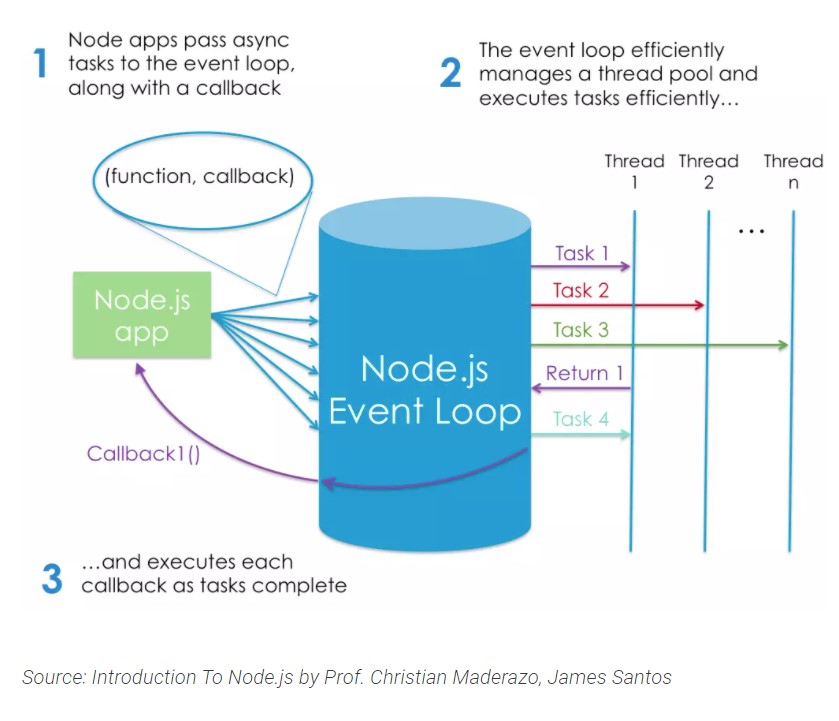 1
Node apps pass async
tasks to the event loop,
along with a callback
2
The event loop efficiently
manages a thread pool and
executes tasks efficiently…
(function, callback)
Thread 1
Thread 2
Thread n
...
Node.js
app
Task 1
Task 2
Task 3
Return 1
Task 4
Node.js
Event Loop
Callback1()
3
…and executes each
callback as tasks complete
Source: Introduction To Node.js by Prof. Christian Maderazo, James Santos